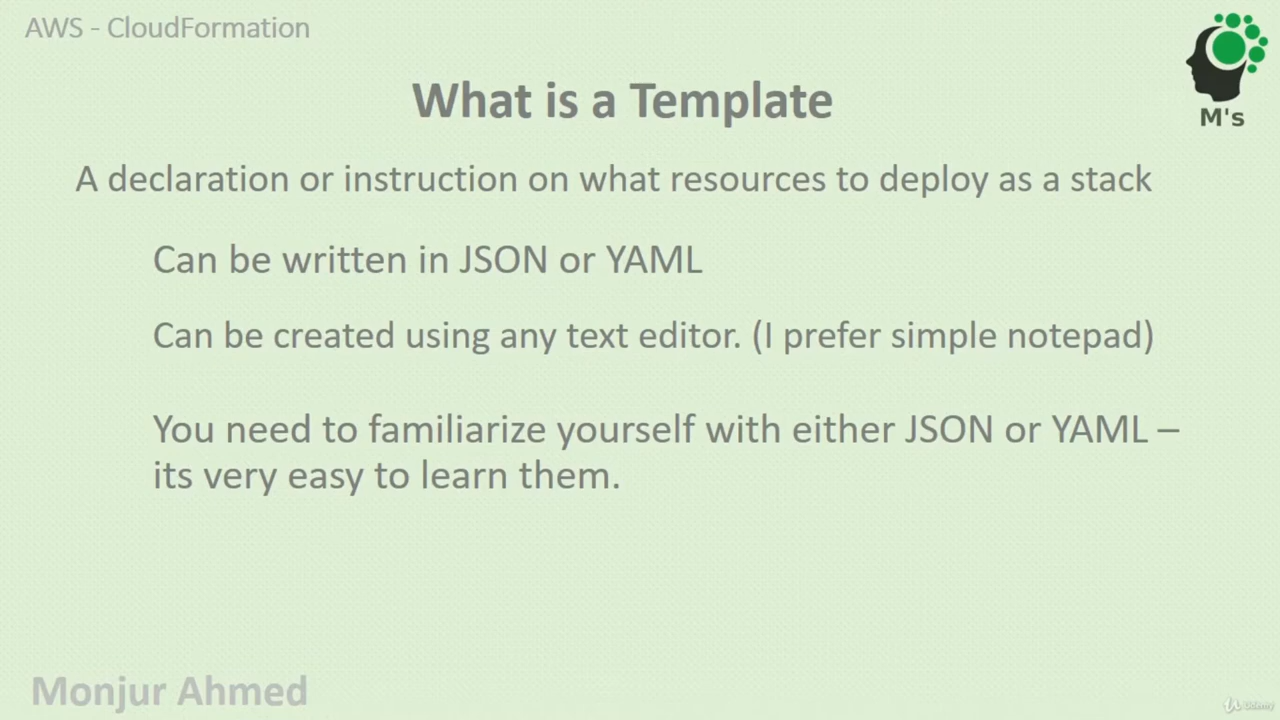 AWS - CloudFormation
M's
What is a Template
A declaration or instruction on what resources to deploy as a stack
Can be written in JSON or YAML
Can be created using any text editor. (I prefer simple notepad)
You need to familiarize yourself with either JSON or YAML –
its very easy to learn them.
Monjur Ahmed
Udemy